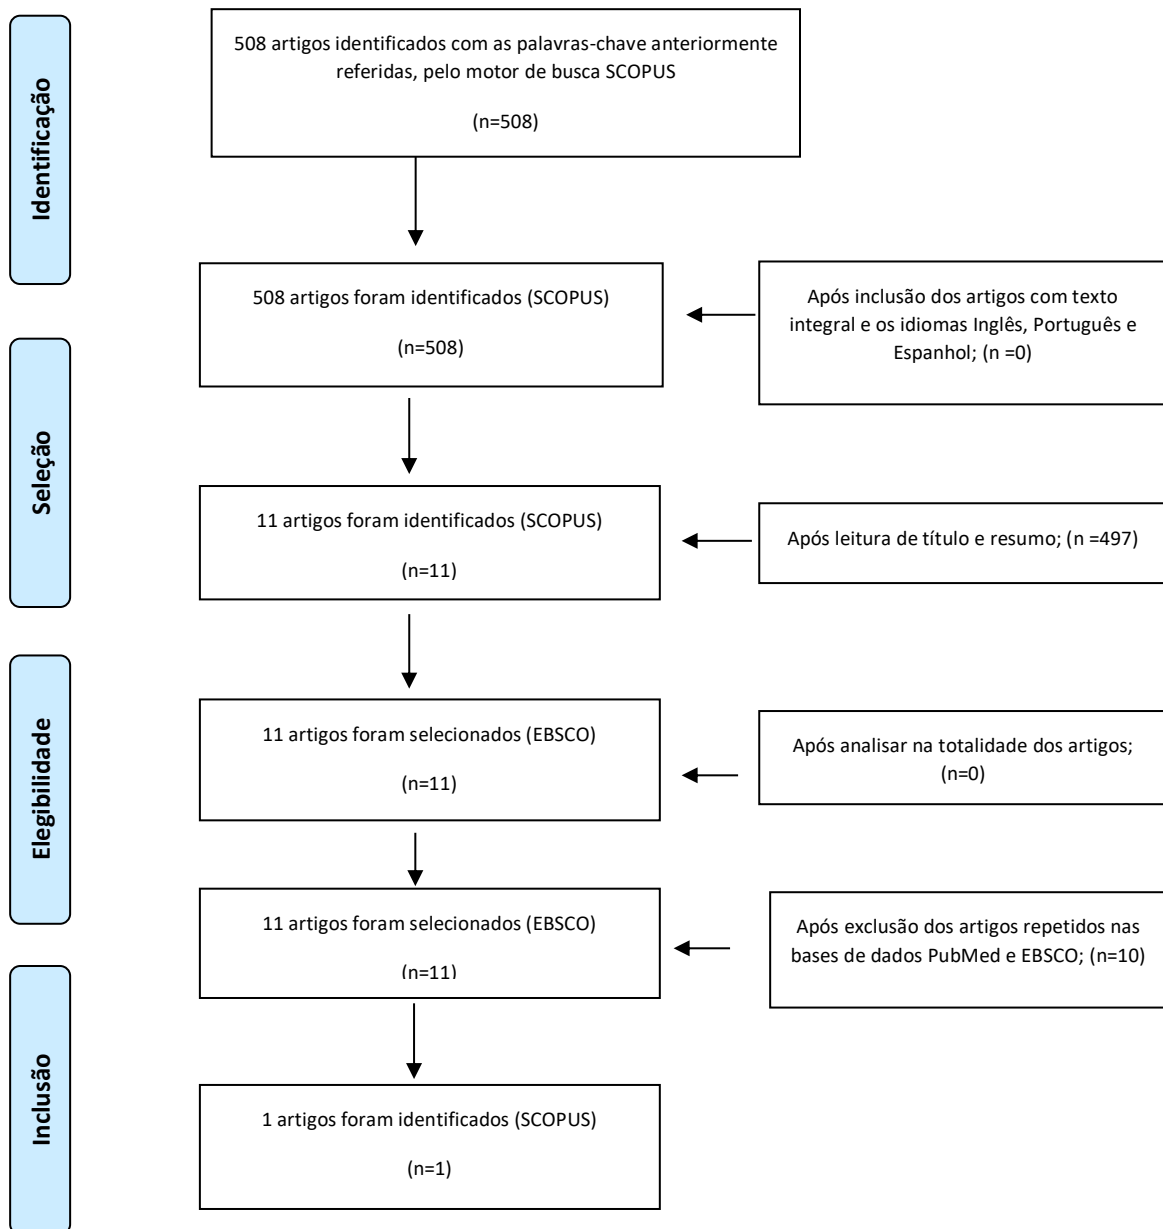 Identificação
508 artigos identificados com as palavras-chave anteriormente
referidas, pelo motor de busca SCOPUS
(n=508)
508 artigos foram identificados (SCOPUS)
(n=508)
Após inclusão dos artigos com texto
integral e os idiomas Inglês, Português e
Espanhol; (n =0)
Seleção
11 artigos foram identificados (SCOPUS)
(n=11)
Após leitura de título e resumo; (n =497)
Elegibilidade
11 artigos foram selecionados (EBSCO)
(n=11)
Após analisar na totalidade dos artigos;
(n=0)
11 artigos foram selecionados (EBSCO)
(n=11)
Após exclusão dos artigos repetidos nas
bases de dados PubMed e EBSCO; (n=10)
Inclusão
1 artigos foram identificados (SCOPUS)
(n=1)